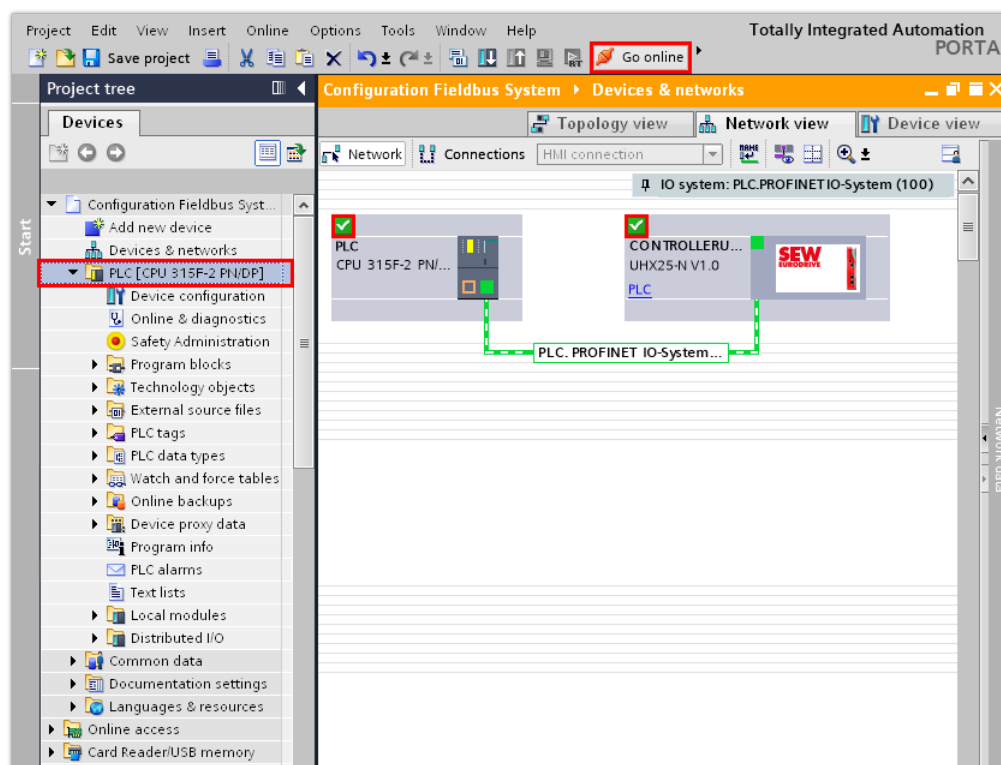 Project Edit View Insert Online Options Tools Window Help
Totally Integrated Automation
PORTA
Save project
Go online
Project tree
Configuration Fieldbus System Devices & networks
Devices
Topology view Network view Device view
Network Connections HMI connection
IO system: PLC.PROFINET IO-System (100)
Start
Configuration Fieldbus Syst...
Add new device
Devices & networks
PLC [CPU 315F-2 PN/DP]
Device configuration
Online & diagnostics
Safety Administration
Program blocks
Technology objects
External source files
PLC tags
PLC data types
Watch and force tables
Online backups
Device proxy data
Program info
PLC alarms
Text lists
Local modules
Distributed I/O
Common data
Documentation settings
Languages & resources
Online access
Card Reader/USB memory
PLC
CPU 315F-2 PN/...
CONTROLLERU...
UHX25-N V1.0
PLC
SEW
EURODRIVE
PLC. PROFINET IO-System...
Network data